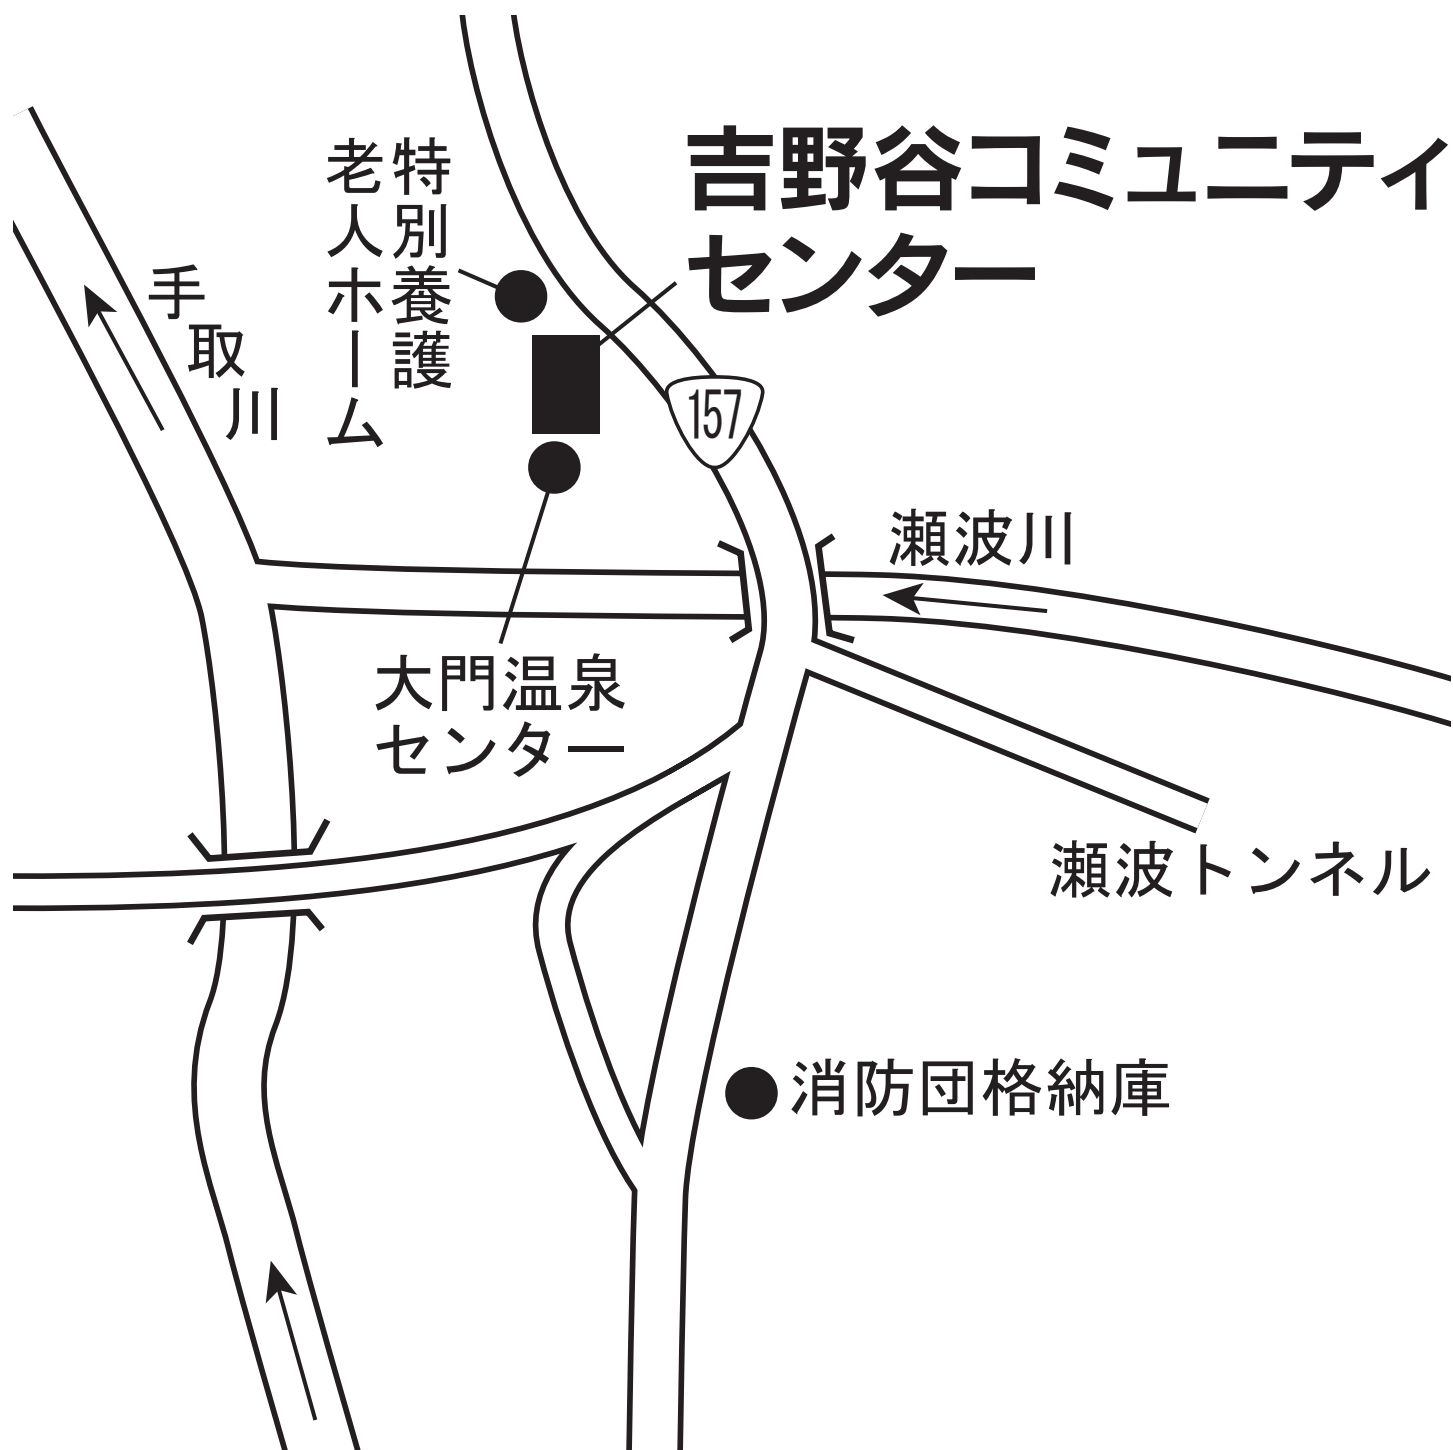 吉野谷コミュニティ
センター
特別養護
老人ホーム
手取川
157
瀬波川
大門温泉
センター
瀬波トンネル
消防団格納庫